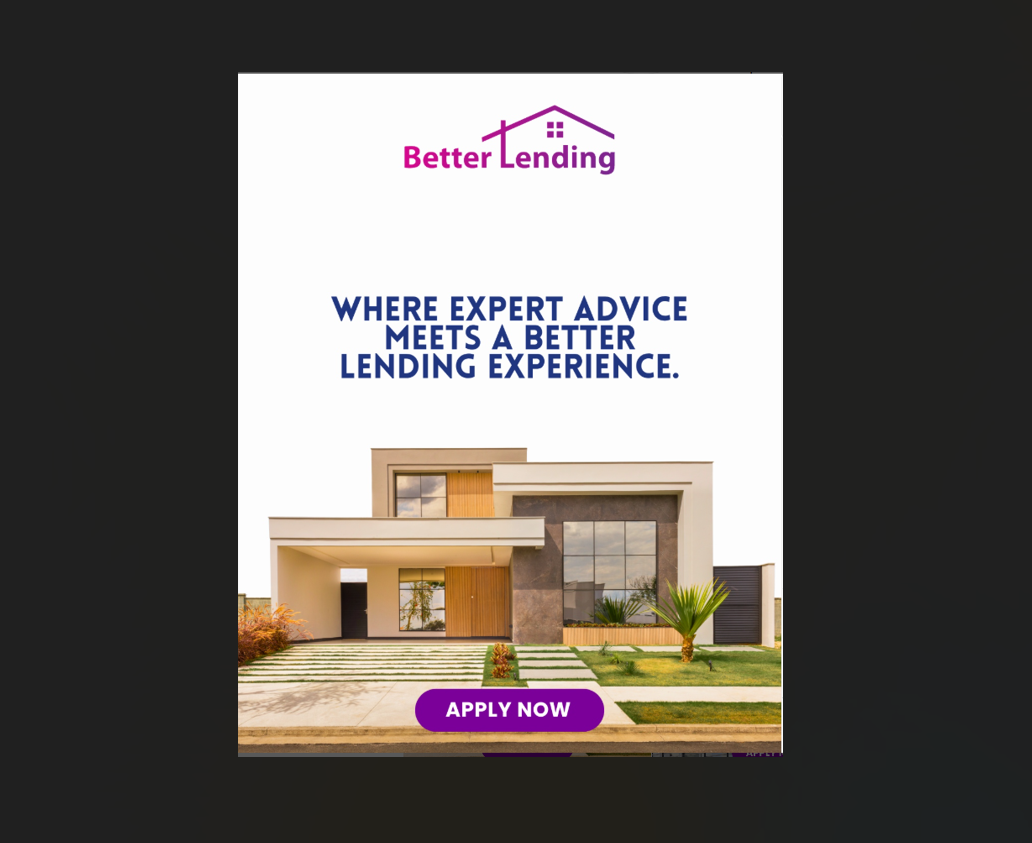 Better Lending
WHERE EXPERT ADVICE
MEETS A BETTER
LENDING EXPERIENCE.
APPLY NOW